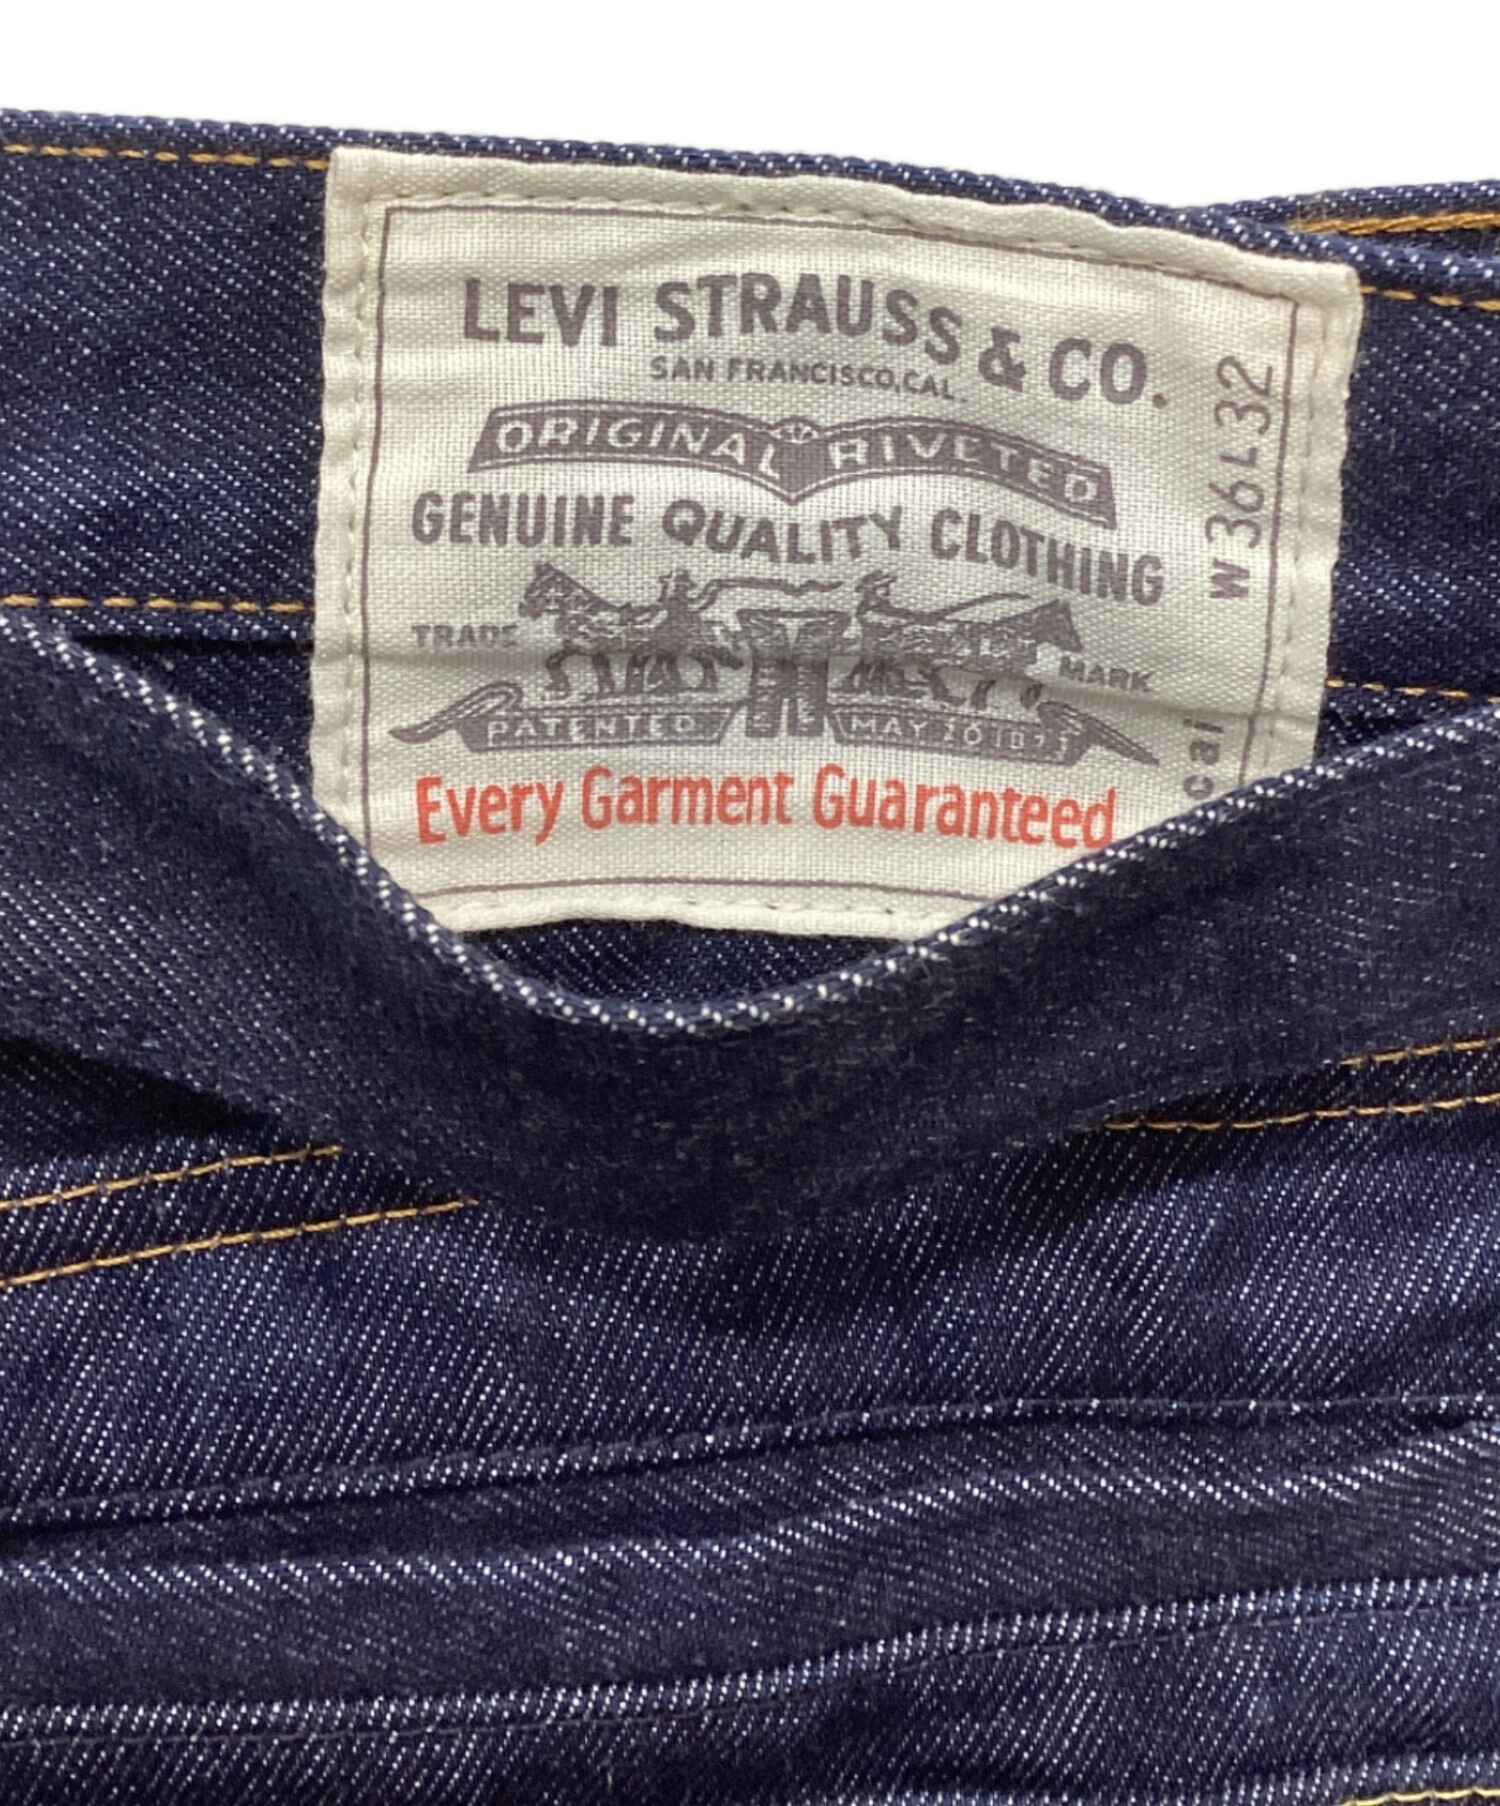 LEVI STRAUSS & CO.
SAN FRANCISCO, CAL.
ORIGINAL RIVETED
GENUINE QUALITY CLOTHING
TRADE MARK
PATENTED MAY 20 1873
Every Garment Guaranteed
W36L32